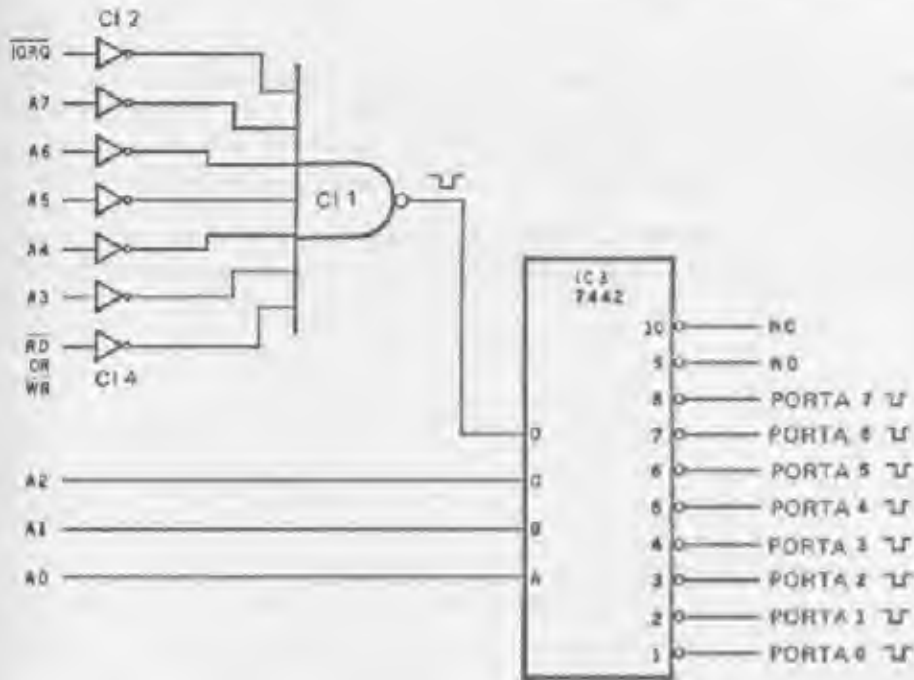 CI 2
IORQ
A7
A6
A5
A4
A3
RD
OR
WR
CI 4
CI 1
IC 3
7442
D
C
B
A
A2
A1
A0
10 NC
9
8 PORTA 7
7 PORTA 6
6 PORTA 5
5 PORTA 4
4 PORTA 3
3 PORTA 2
2 PORTA 1
1 PORTA 0